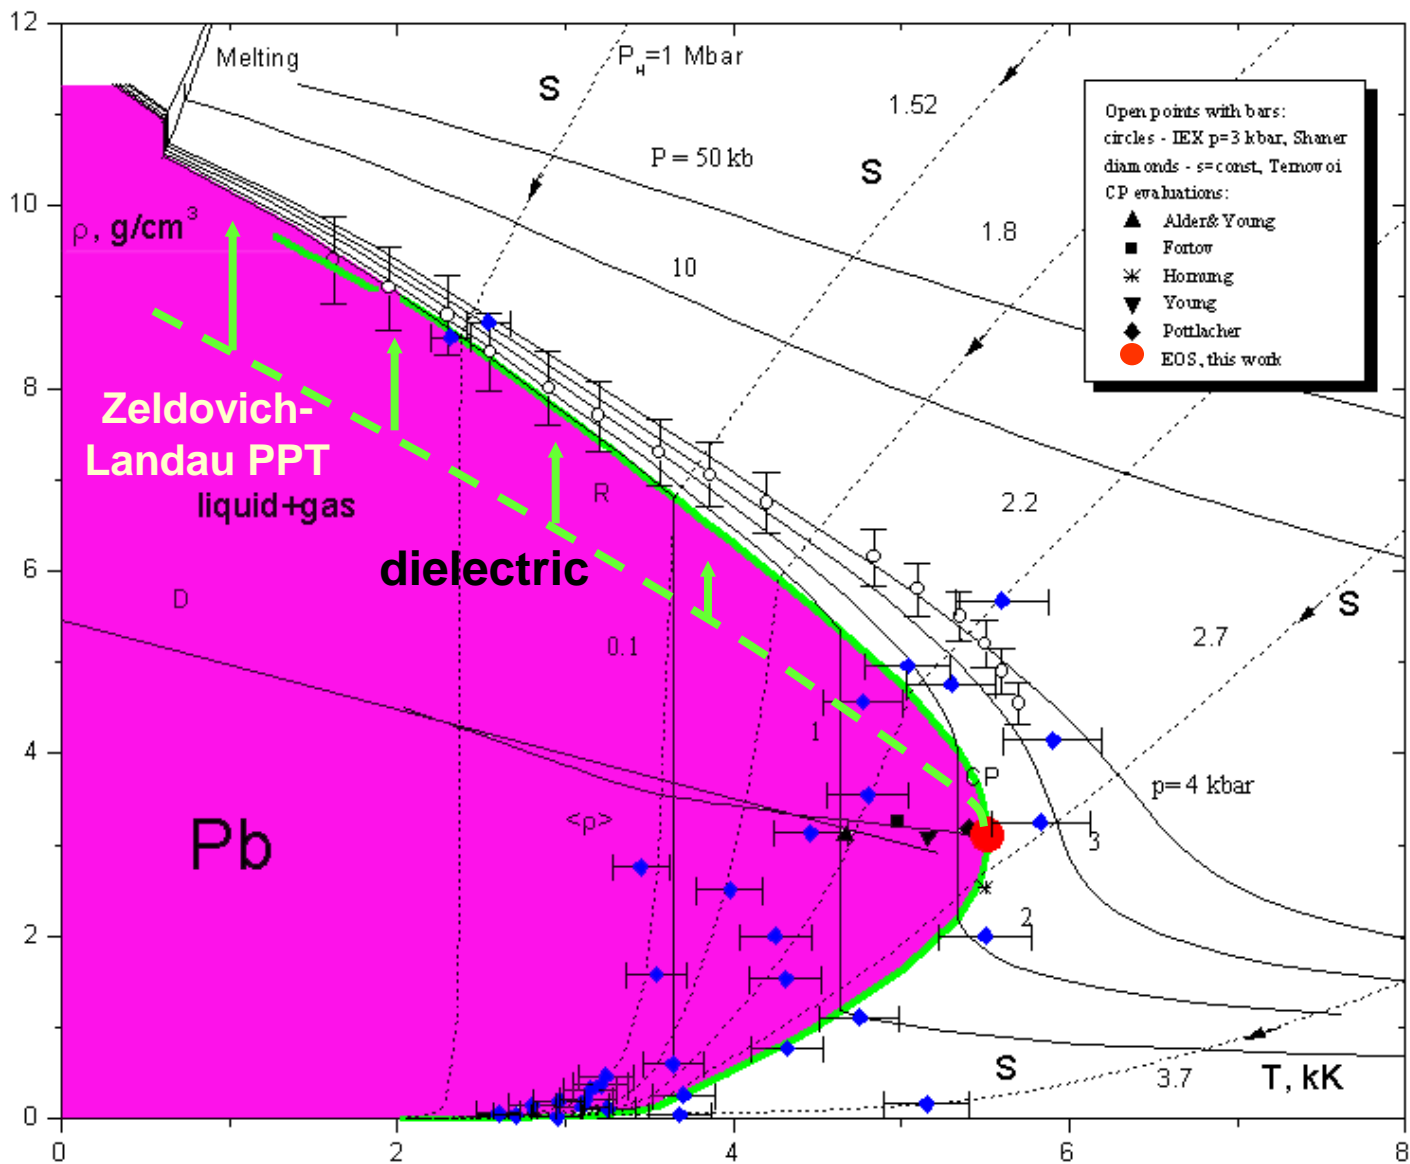 12
10
8
6
4
2
0
Melting
P_H=1 Mbar
S
1.52
P = 50 kb
S
1.8
10
ρ, g/cm³
Open points with bars:
circles - IEX p=3 kbar, Shaner
diamonds - s=const, Ternovoi
CP evaluations:
Alder& Young
Fortov
Hornung
Young
Pottlacher
EOS, this work
Zeldovich-
Landau PPT
liquid+gas
R
2.2
dielectric
D
0.1
S
2.7
1
CP
p= 4 kbar
<ρ>
Pb
3
2
S
3.7
T, kK
0
2
4
6
8